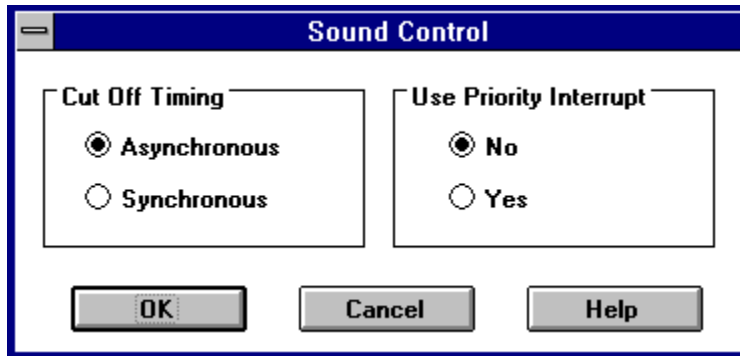 Sound Control
Cut Off Timing
Asynchronous
Synchronous
Use Priority Interrupt
No
Yes
OK
Cancel
Help